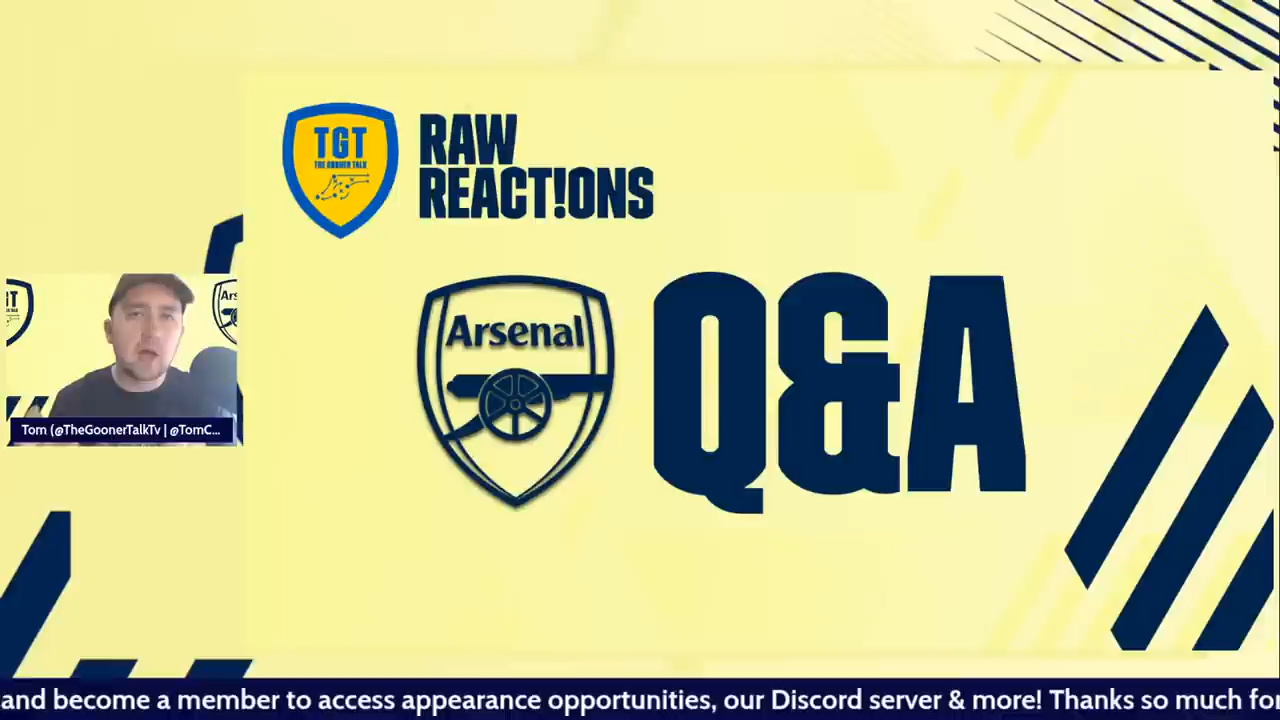 TGT
THE GOONER TALK
RAW
REACT!ONS
Arsenal
Q&A
Ars
Tom (@TheGoonerTalkTv | @TomC...
and become a member to access appearance opportunities, our Discord server & more! Thanks so much for